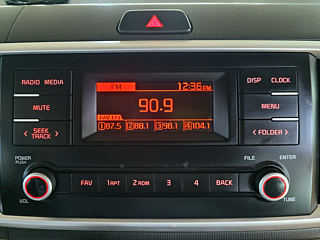 FM 12:36PM
RADIO MEDIA
DISP CLOCK
90.9
MUTE
MENU
FAV 1/3
1 87.5 2 88.1 3 98.1 4 104.1
< SEEK TRACK >
< FOLDER >
POWER PUSH
FILE
ENTER
FAV 1 RPT 2 RDM 3 4 BACK
VOL
TUNE